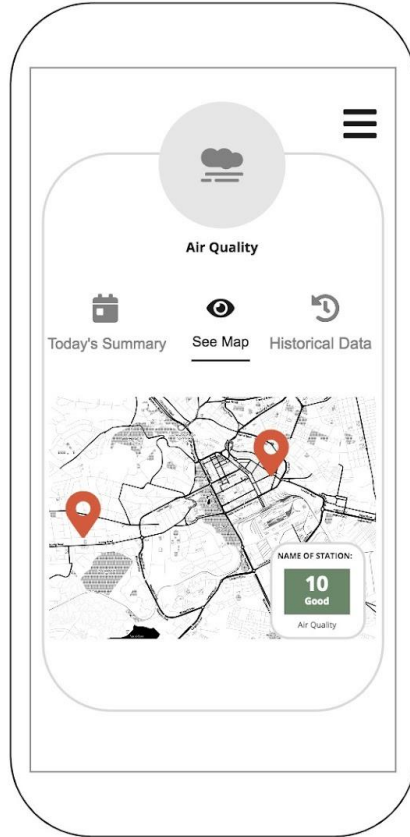 Air Quality
Today's Summary
See Map
Historical Data
NAME OF STATION:
10
Good
Air Quality